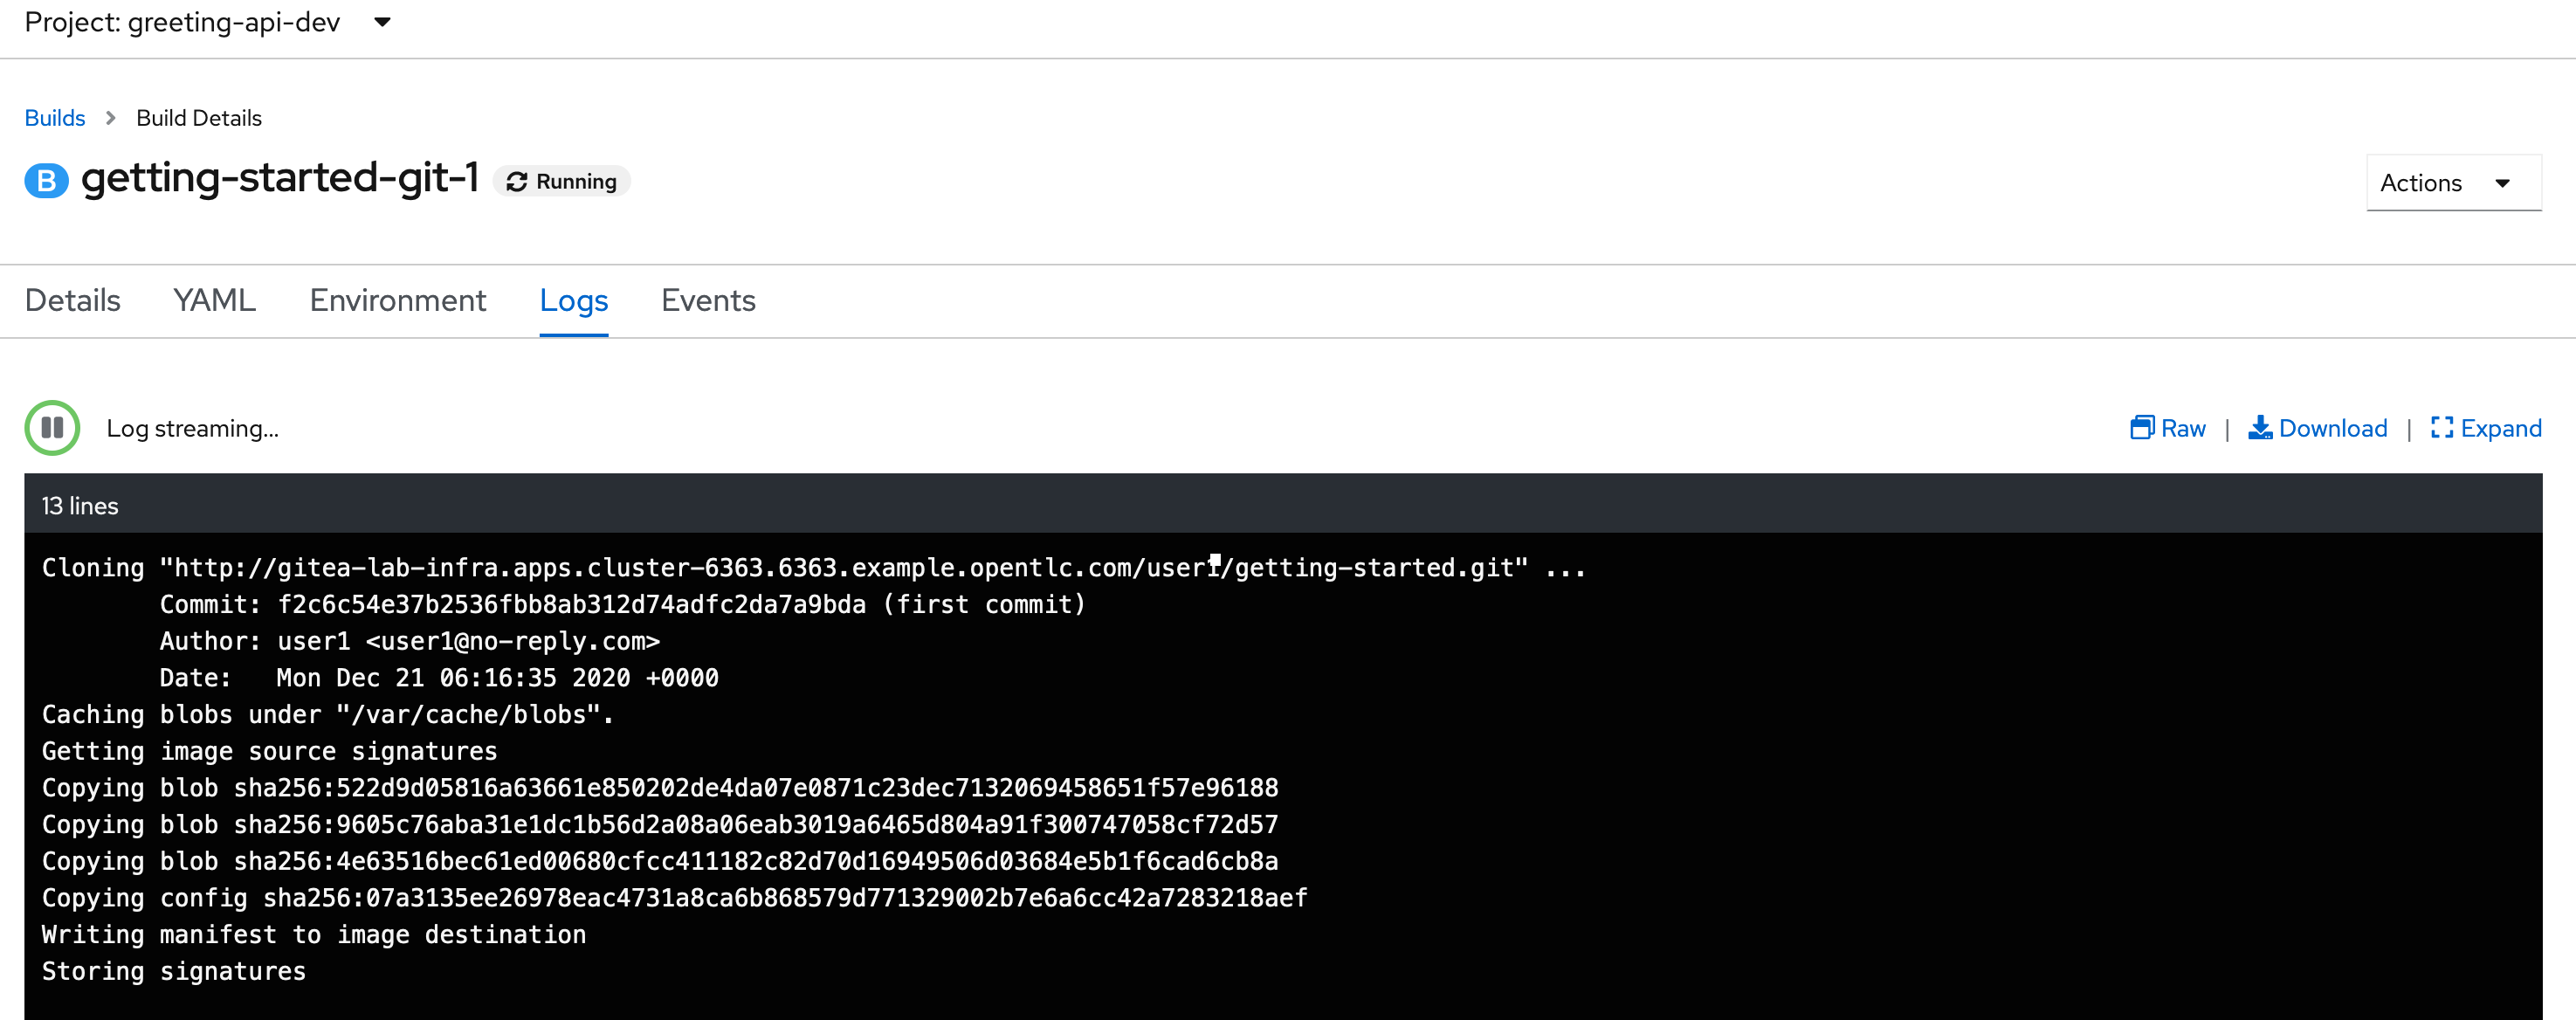 Project: greeting-api-dev
Builds > Build Details
B getting-started-git-1 Running
Actions
Details YAML Environment Logs Events
Log streaming... Raw | Download | Expand
13 lines
Cloning "http://gitea-lab-infra.apps.cluster-6363.6363.example.opentlc.com/user1/getting-started.git" ...
Commit: f2c6c54e37b2536fbb8ab312d74adfc2da7a9bda (first commit)
Author: user1 <user1@no-reply.com>
Date:   Mon Dec 21 06:16:35 2020 +0000
Caching blobs under "/var/cache/blobs".
Getting image source signatures
Copying blob sha256:522d9d05816a63661e850202de4da07e0871c23dec7132069458651f57e96188
Copying blob sha256:9605c76aba31e1dc1b56d2a08a06eab3019a6465d804a91f300747058cf72d57
Copying blob sha256:4e63516bec61ed00680cfcc411182c82d70d16949506d03684e5b1f6cad6cb8a
Copying config sha256:07a3135ee26978eac4731a8ca6b868579d771329002b7e6a6cc42a7283218aef
Writing manifest to image destination
Storing signatures